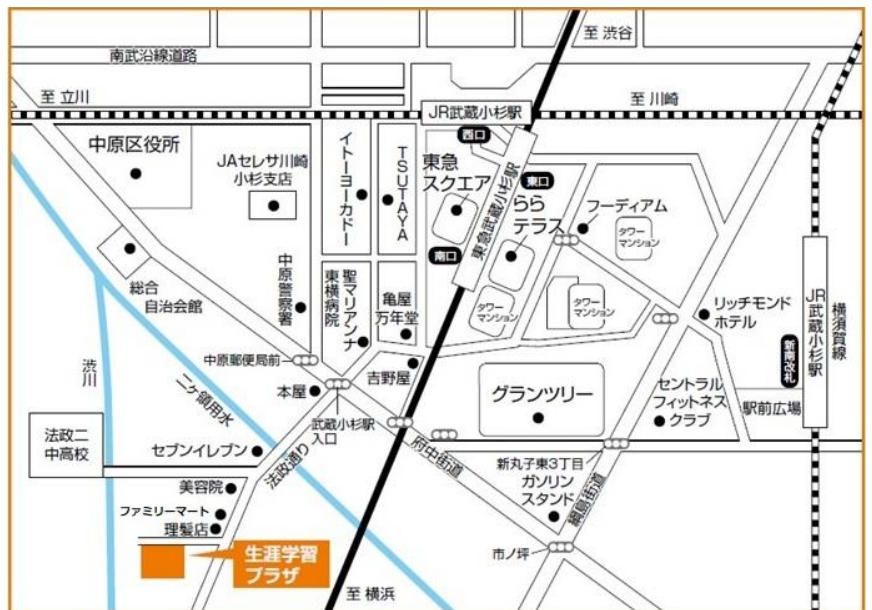 至 渋谷
南武沿線道路
至 立川
至 川崎
JR武蔵小杉駅
西口
中原区役所
JAセレサ川崎
小杉支店
イトーヨーカドー
TSUTAYA
東急
スクエア
東急武蔵小杉駅
東口
らら
テラス
フーディアム
タワー
マンション
南口
総合
自治会館
中原警察署
聖マリアンナ
東横病院
亀屋
万年堂
タワー
マンション
タワー
マンション
リッチモンド
ホテル
JR武蔵小杉駅
横須賀線
新南改札
駅前広場
渋川
二ヶ領用水
中原郵便局前
吉野屋
本屋
武蔵小杉駅
入口
グランツリー
セントラル
フィットネス
クラブ
法政二
中高校
セブンイレブン
法政通り
府中街道
新丸子東3丁目
ガソリン
スタンド
綱島街道
美容院
ファミリーマート
理髪店
生涯学習
プラザ
市ノ坪
至 横浜